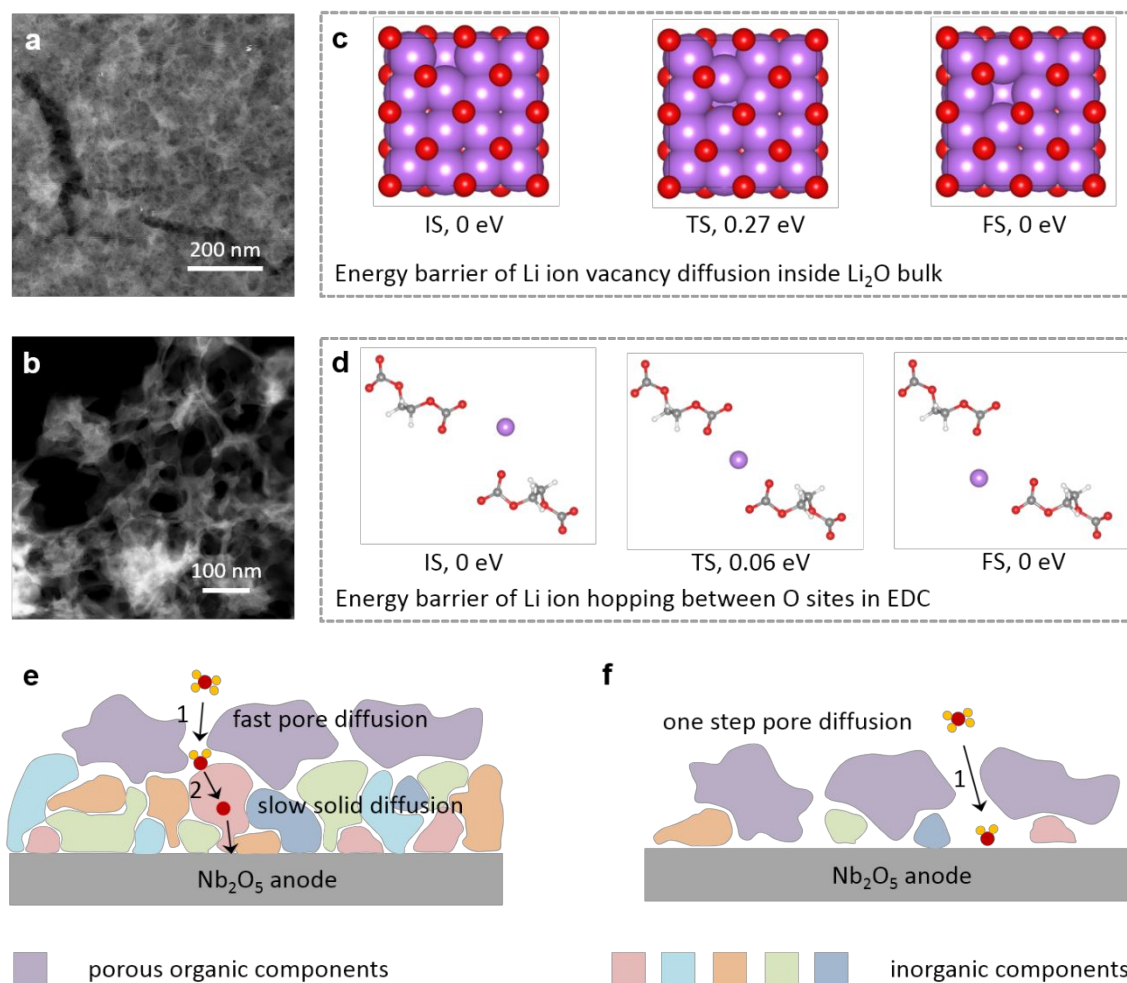 a
200 nm
b
100 nm
c
IS, 0 eV
TS, 0.27 eV
FS, 0 eV
Energy barrier of Li ion vacancy diffusion inside Li₂O bulk
d
IS, 0 eV
TS, 0.06 eV
FS, 0 eV
Energy barrier of Li ion hopping between O sites in EDC
e
1
fast pore diffusion
2
slow solid diffusion
Nb₂O₅ anode
f
one step pore diffusion
1
Nb₂O₅ anode
porous organic components
inorganic components